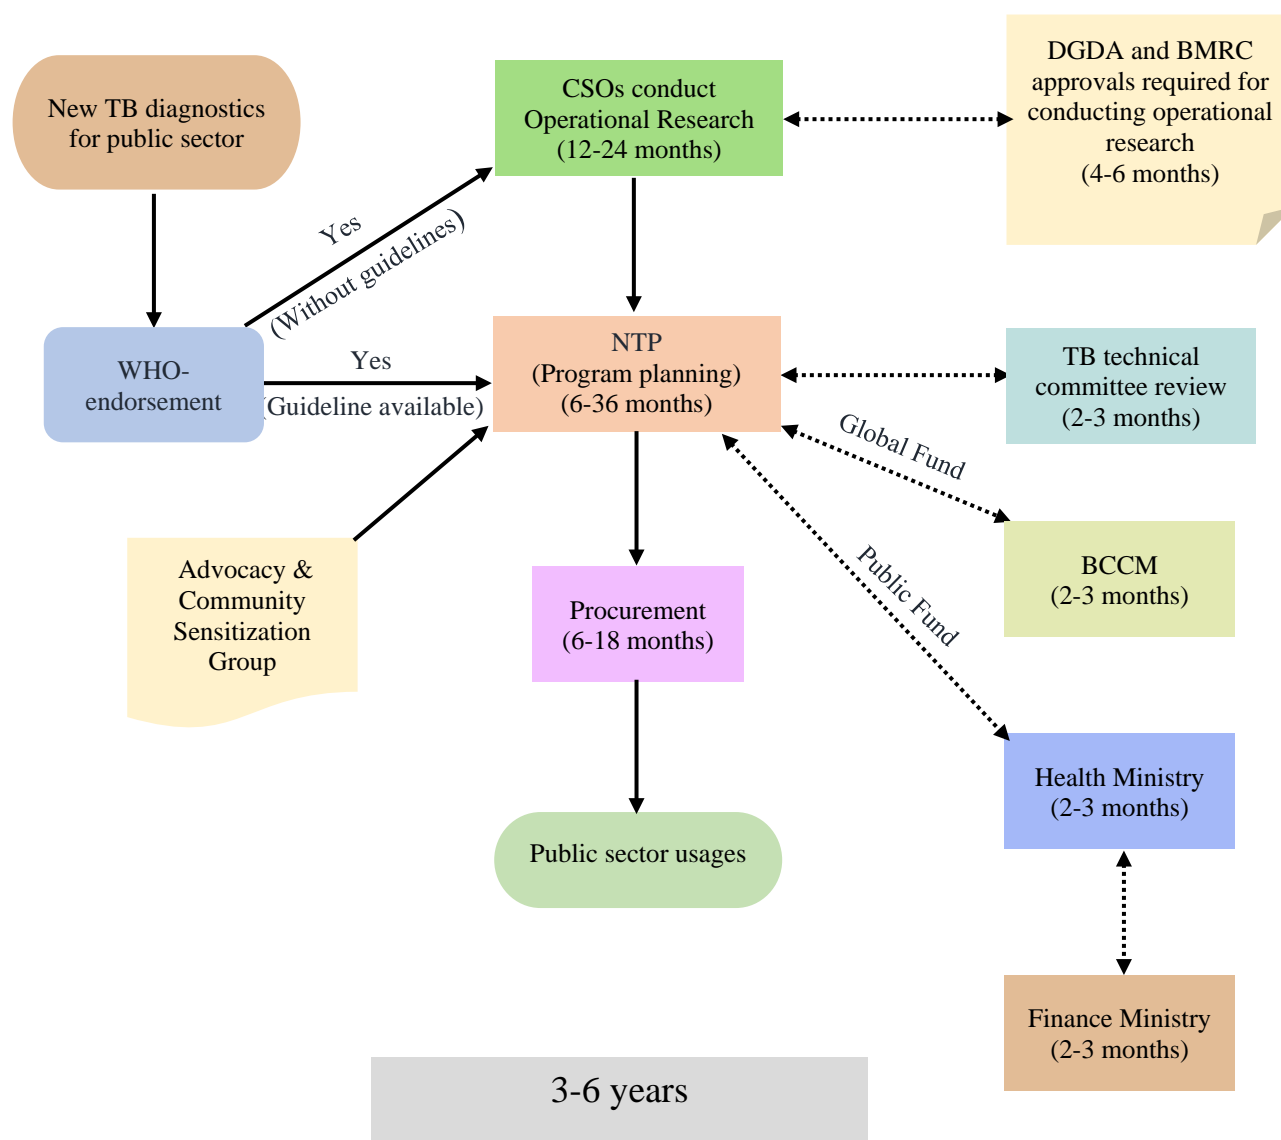 New TB diagnostics
for public sector
CSOs conduct
Operational Research
(12-24 months)
DGDA and BMRC
approvals required for
conducting operational
research
(4-6 months)
Yes
(Without guidelines)
WHO-
endorsement
Yes
(Guideline available)
NTP
(Program planning)
(6-36 months)
TB technical
committee review
(2-3 months)
Global Fund
BCCM
(2-3 months)
Public Fund
Advocacy &
Community
Sensitization
Group
Procurement
(6-18 months)
Health Ministry
(2-3 months)
Public sector usages
Finance Ministry
(2-3 months)
3-6 years